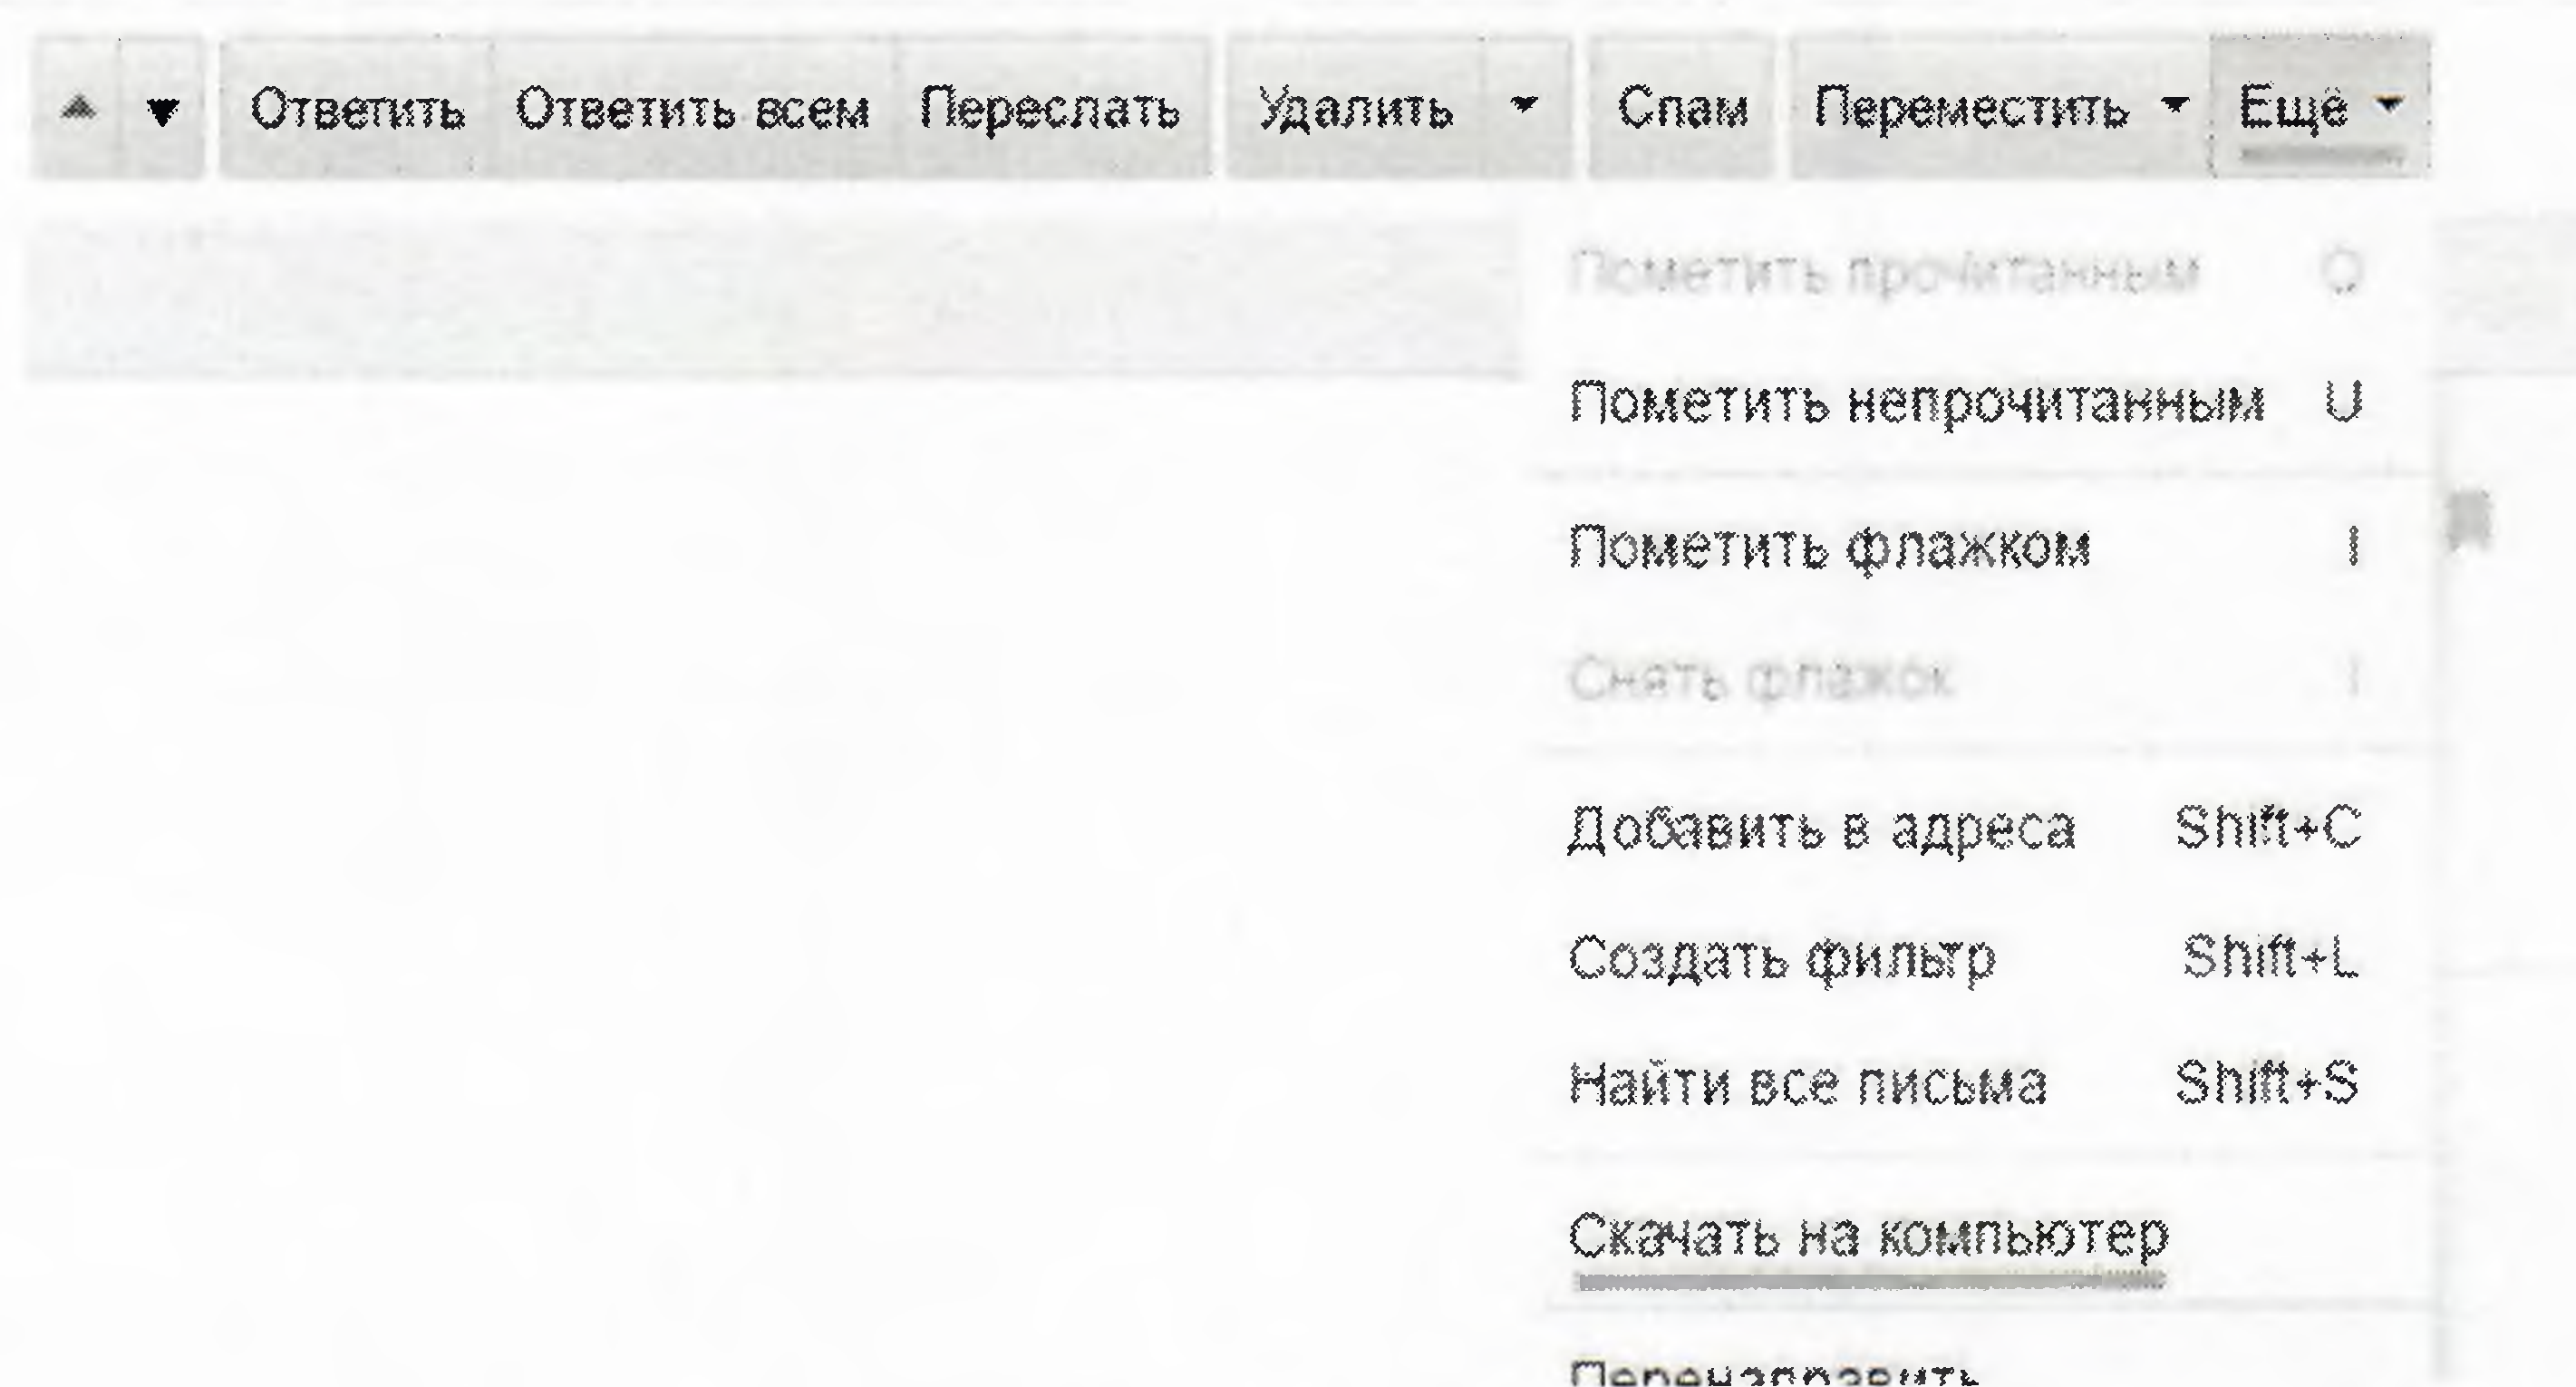 Ответить Ответить всем Переслать Удалить Спам Переместить Ещё
Пометить прочитанным Q
Пометить непрочитанным U
Пометить флажком I
Снять флажок I
Добавить в адреса Shift+C
Создать фильтр Shift+L
Найти все письма Shift+S
Скачать на компьютер
Перенаправить